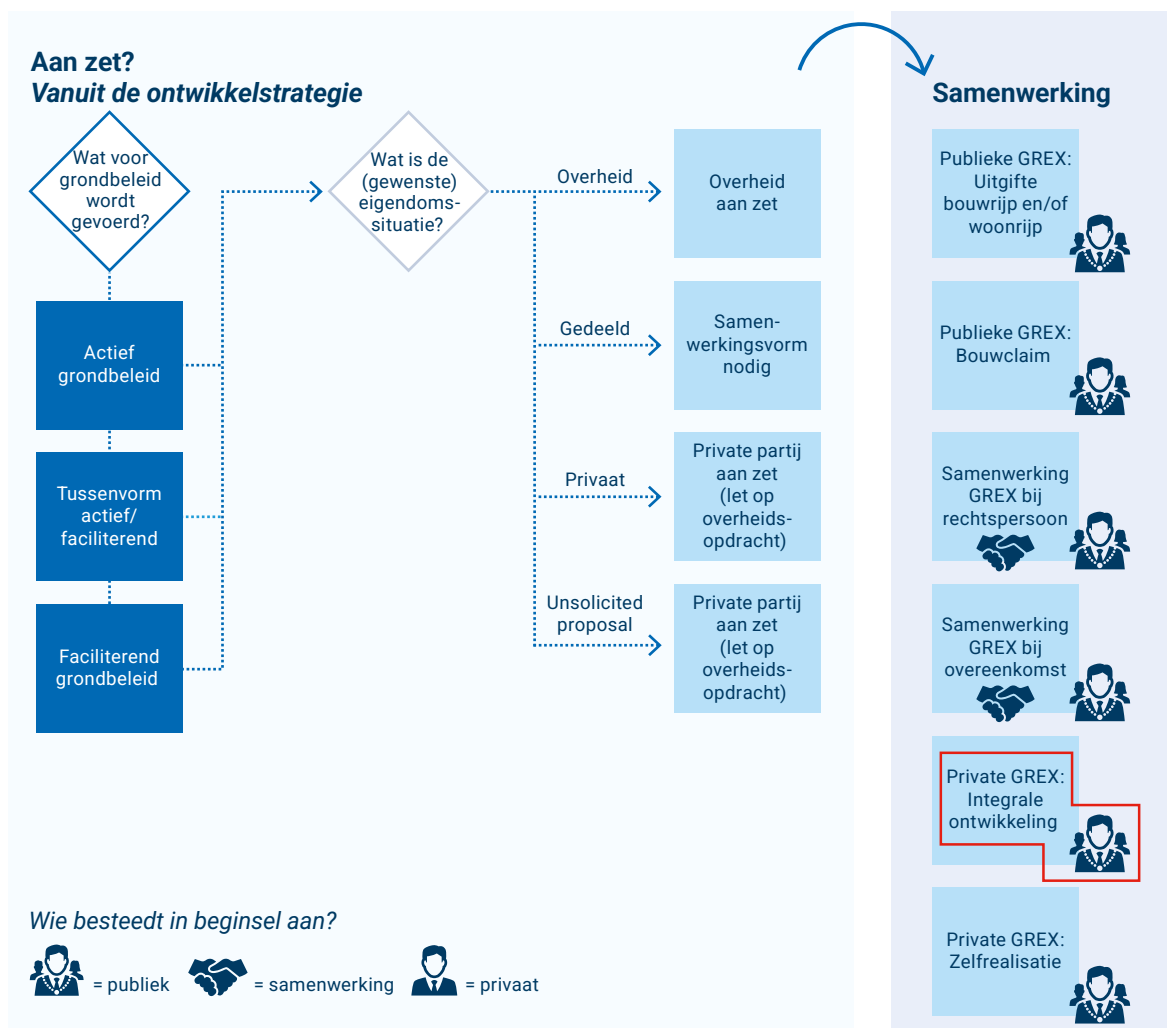 Aan zet?
Vanuit de ontwikkelstrategie
Wat voor
grondbeleid
wordt
gevoerd?
Actief
grondbeleid
Tussenvorm
actief/
faciliterend
Faciliterend
grondbeleid
Wat is de
(gewenste)
eigendoms-
situatie?
Overheid
Gedeeld
Privaat
Unsolicited
proposal
Overheid
aan zet
Samen-
werkingsvorm
nodig
Private partij
aan zet
(let op
overheids-
opdracht)
Private partij
aan zet
(let op
overheids-
opdracht)
Samenwerking
Publieke GREX:
Uitgifte
bouwrijp en/of
woonrijp
Publieke GREX:
Bouwclaim
Samenwerking
GREX bij
rechtspersoon
Samenwerking
GREX bij
overeenkomst
Private GREX:
Integrale
ontwikkeling
Private GREX:
Zelfrealisatie
Wie besteedt in beginsel aan?
= publiek
= samenwerking
= privaat